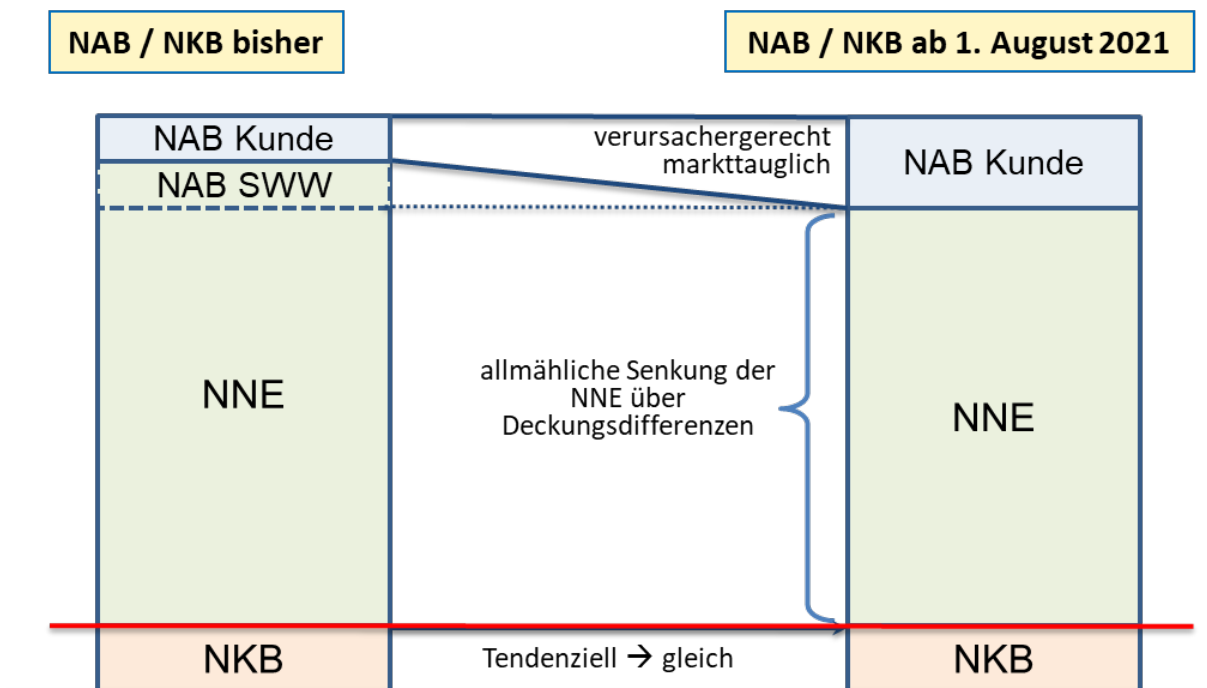 NAB / NKB bisher
NAB / NKB ab 1. August 2021
NAB Kunde
NAB SWW
NNE
NKB
verursachergerecht
markttauglich
allmähliche Senkung der
NNE über
Deckungsdifferenzen
Tendenziell → gleich
NAB Kunde
NNE
NKB